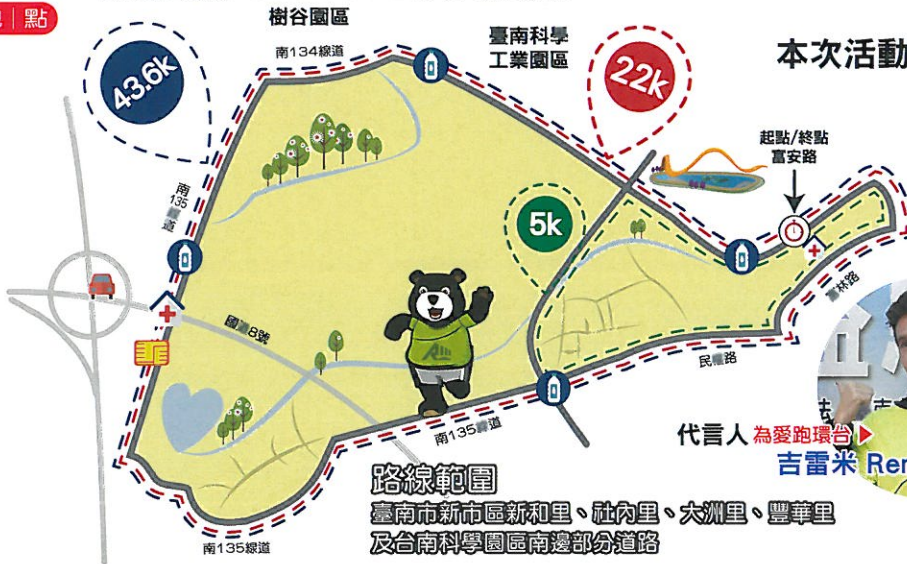 點
樹谷園區
南134線道
臺南科學
工業園區
43.6k
22k
本次活動
起點/終點
富安路
南135
道
5k
8號
林路
民
路
南135
道
代言人 為愛跑環台
吉雷米 Rem
路線範圍
臺南市新市區新和里、社內里、大洲里、豐華里
及台南科學園區南邊部分道路
南135線道